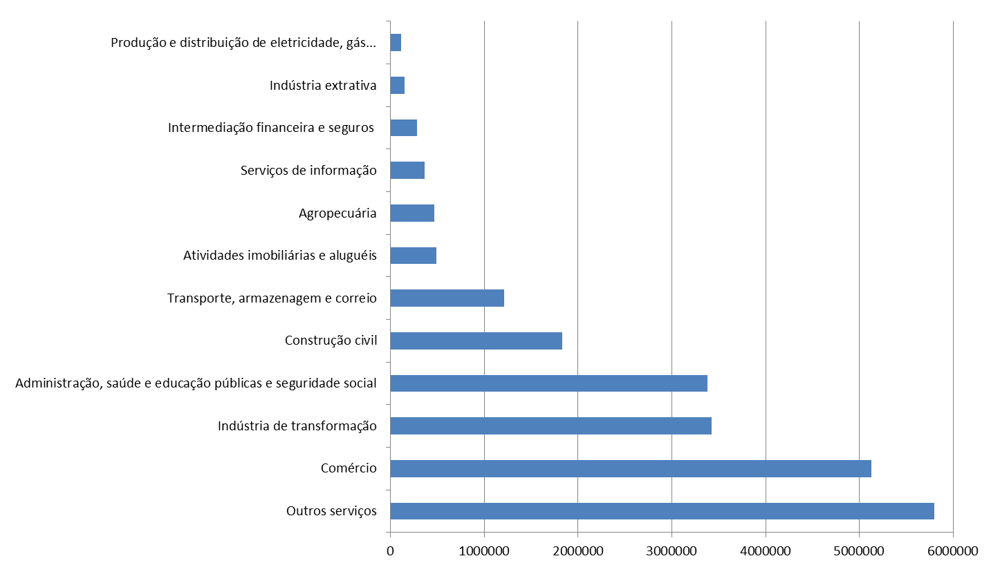 Produção e distribuição de eletricidade, gás...
Indústria extrativa
Intermediação financeira e seguros
Serviços de informação
Agropecuária
Atividades imobiliárias e aluguéis
Transporte, armazenagem e correio
Construção civil
Administração, saúde e educação públicas e seguridade social
Indústria de transformação
Comércio
Outros serviços
0 1000000 2000000 3000000 4000000 5000000 6000000